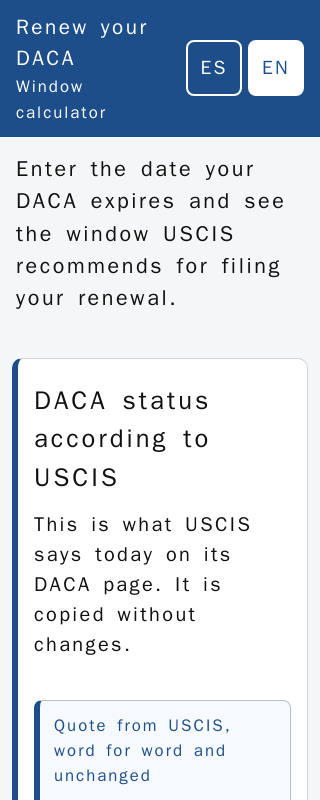 Renew your
DACA
Window
calculator
ES
EN
Enter the date your
DACA expires and see
the window USCIS
recommends for filing
your renewal.
DACA status
according to
USCIS
This is what USCIS
says today on its
DACA page. It is
copied without
changes.
Quote from USCIS,
word for word and
unchanged